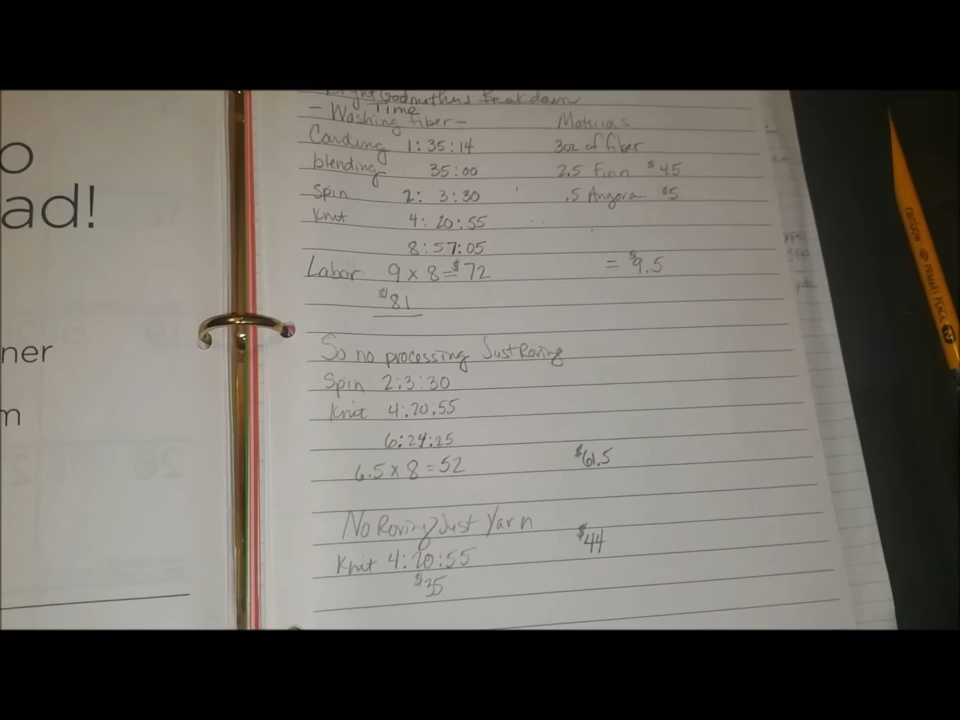 o
ad!
ner
m
Godmothers Breakdown
Time
- Washing fiber - Materials
Carding 1:35:14 3oz of fiber
blending 35:00 2.5 Finn $4.5
Spin 2: 3:30 .5 Angora $5
Knit 4: 20:55
8:57:05
Labor 9 x 8 = $72 = $9.5
$81
So no processing Just Roving
Spin 2:3:30
Knit 4:20:55
6:24:25
6.5 x 8 = 52 $61.5
No Roving Just Yarn
Knit 4:20:55 $44
$35
TICONDEROGA